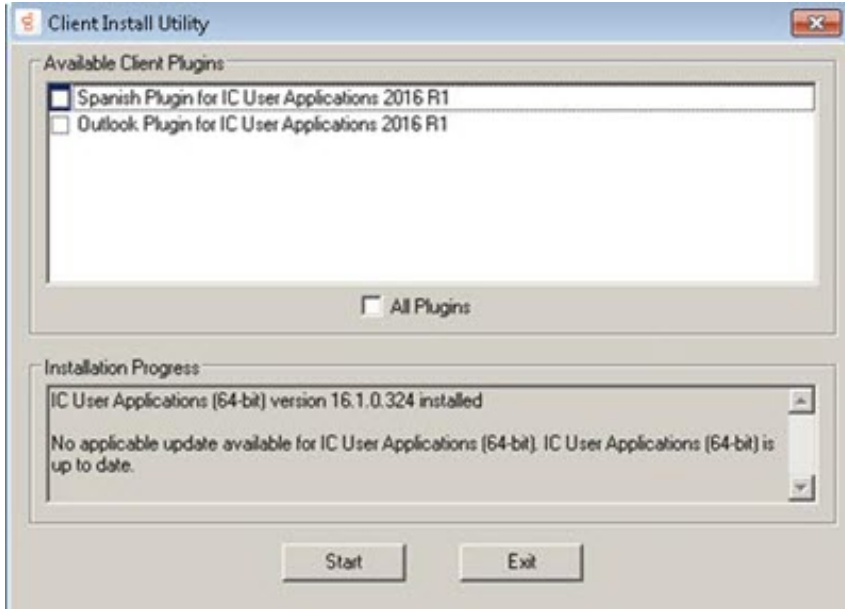 Client Install Utility
Available Client Plugins
Spanish Plugin for IC User Applications 2016 R1
Outlook Plugin for IC User Applications 2016 R1
All Plugins
Installation Progress
IC User Applications (64-bit) version 16.1.0.324 installed
No applicable update available for IC User Applications (64-bit). IC User Applications (64-bit) is
up to date.
Start
Exit